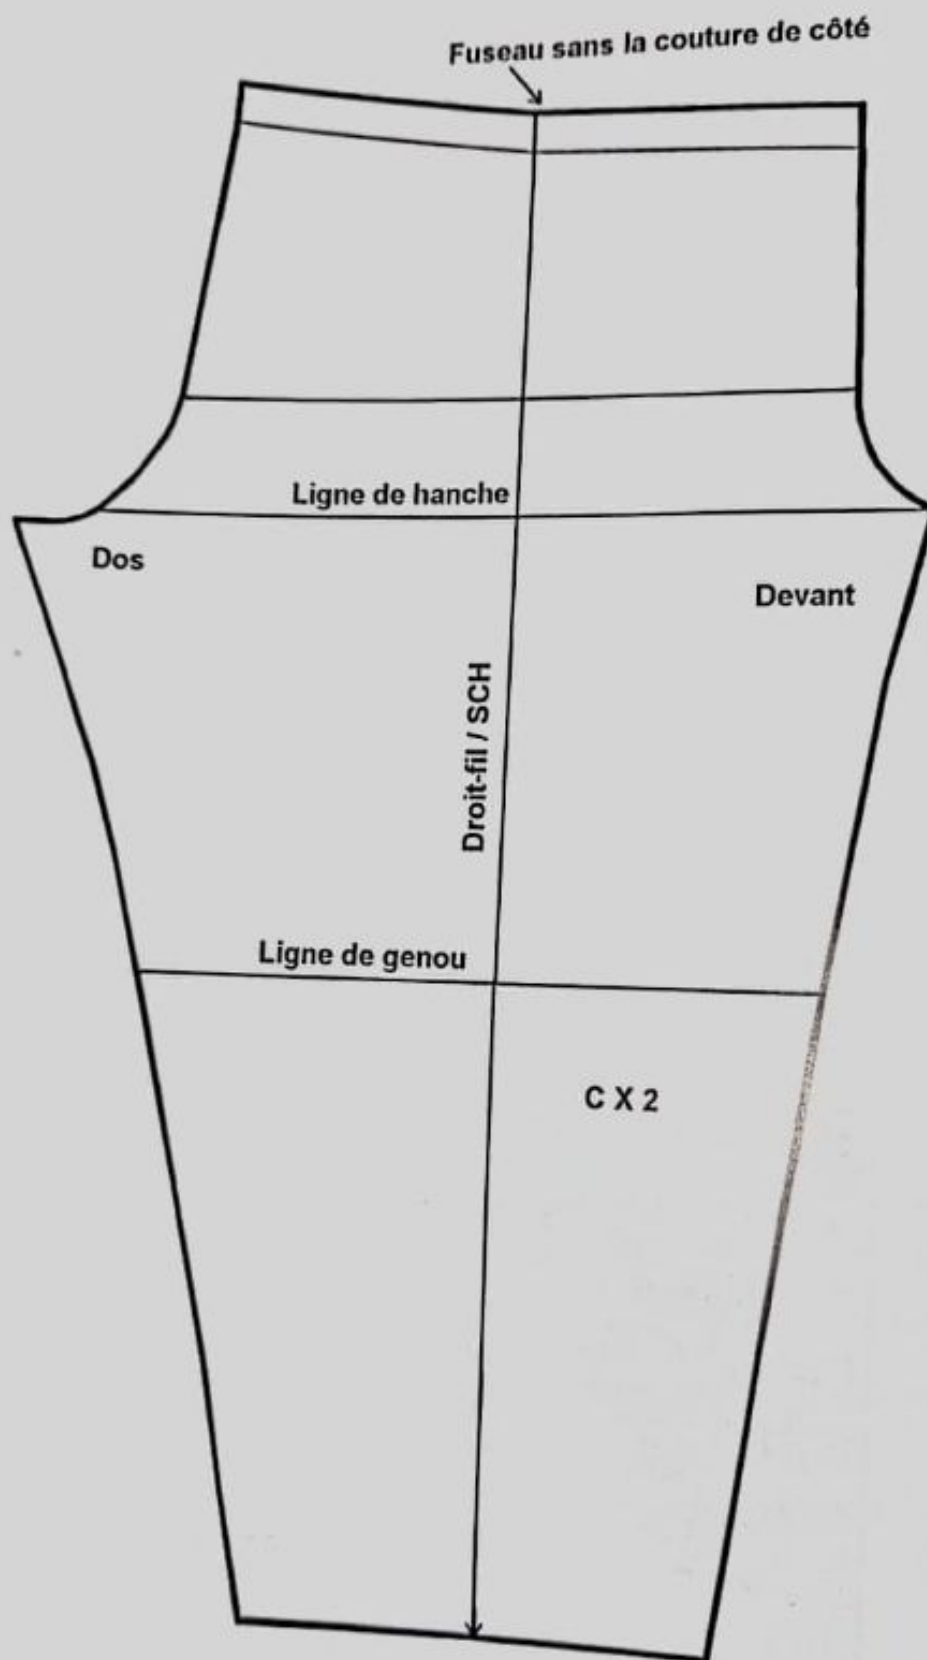 Fuseau sans la couture de côté
Ligne de hanche
Dos
Devant
Droit-fil / SCH
Ligne de genou
C X 2